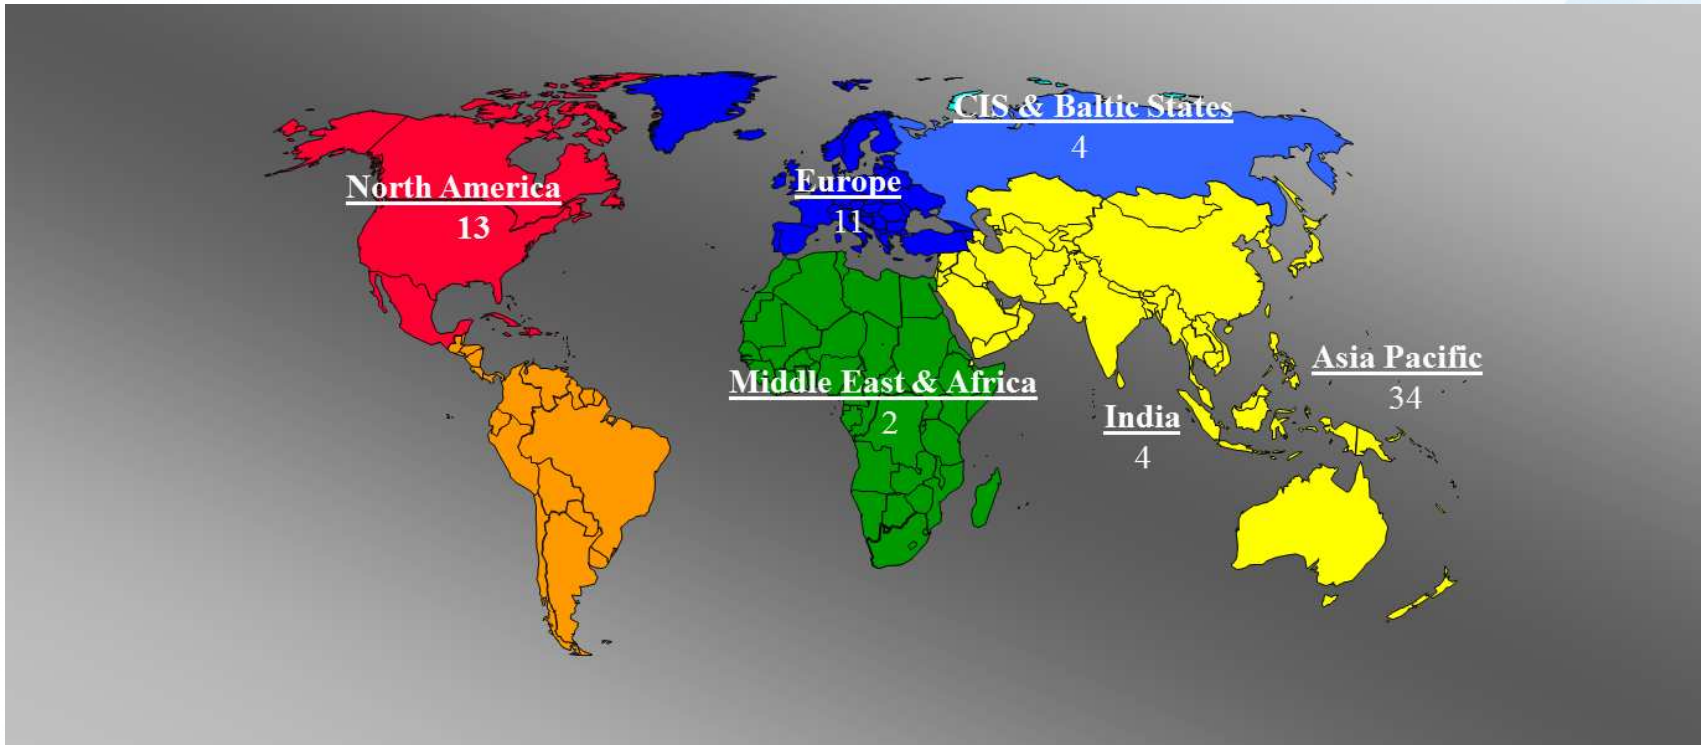 CIS & Baltic States
4
North America
13
Europe
11
Asia Pacific
34
Middle East & Africa
2
India
4